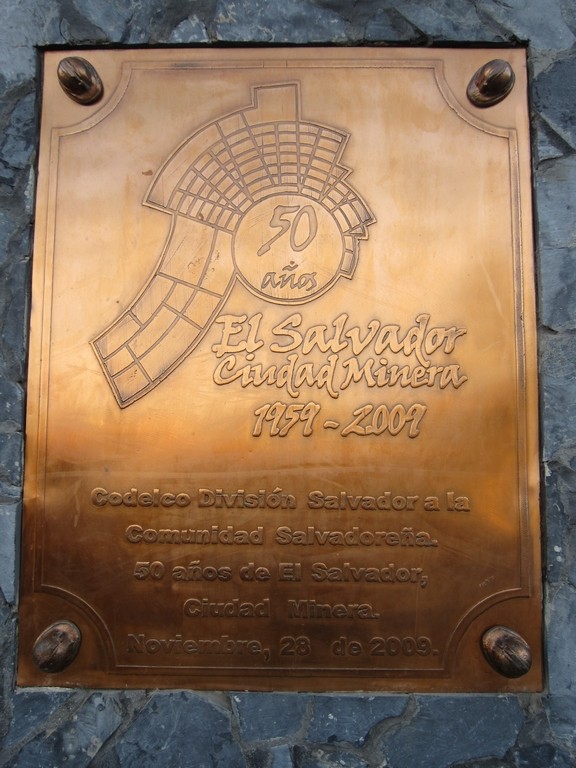 50
años
El Salvador
Ciudad Minera
1959 - 2009
Codelco División Salvador a la
Comunidad Salvadoreña.
50 años de El Salvador,
Ciudad Minera.
Noviembre, 28 de 2009.